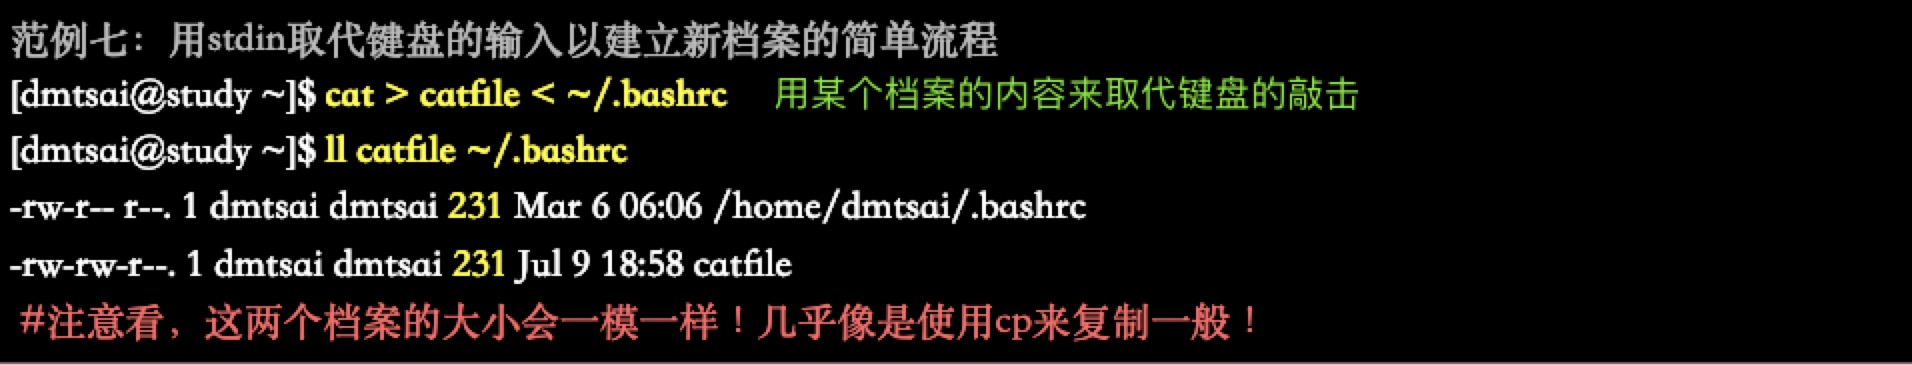 范例七：用stdin取代键盘的输入以建立新档案的简单流程
[dmtsai@study ~]$ cat > catfile < ~/.bashrc 用某个档案的内容来取代键盘的敲击
[dmtsai@study ~]$ ll catfile ~/.bashrc
-rw-r-- r--. 1 dmtsai dmtsai 231 Mar 6 06:06 /home/dmtsai/.bashrc
-rw-rw-r--. 1 dmtsai dmtsai 231 Jul 9 18:58 catfile
#注意看，这两个档案的大小会一模一样！几乎像是使用cp来复制一般！